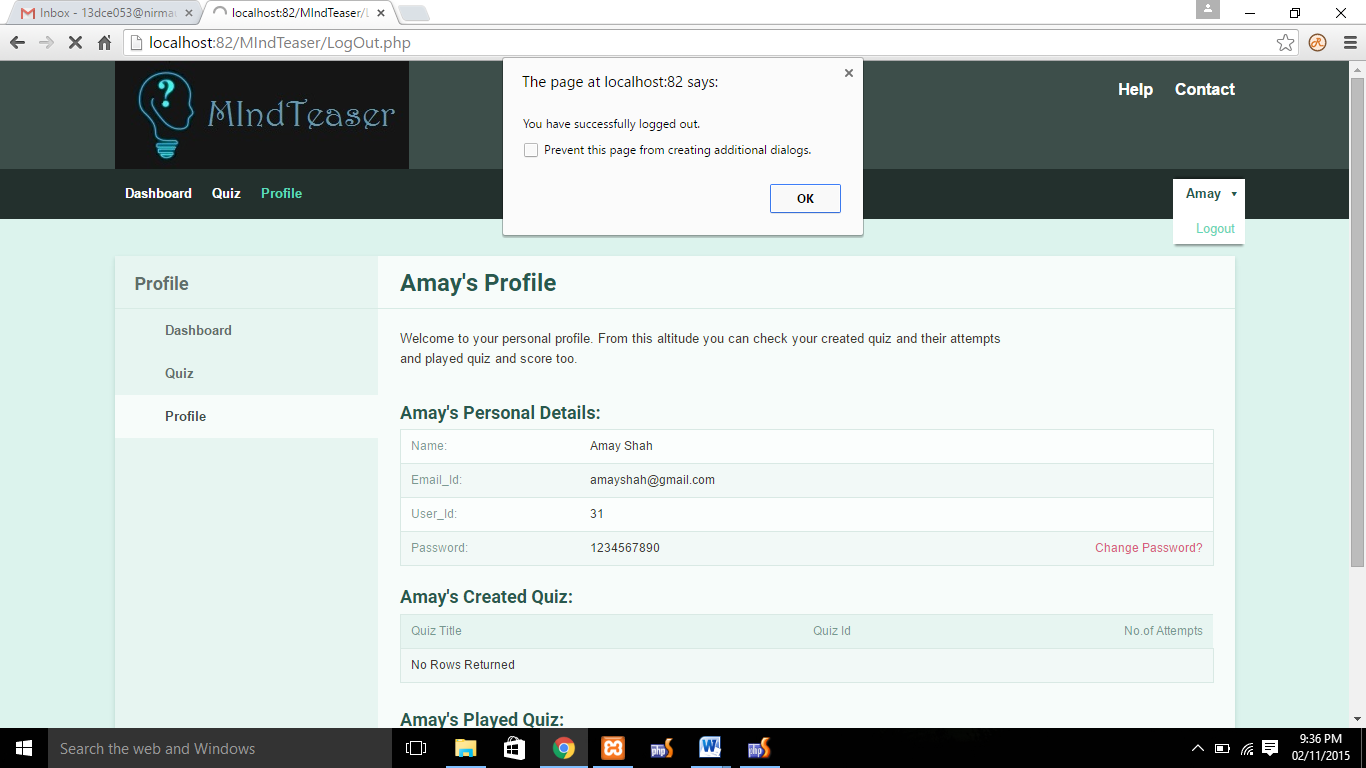 Inbox - 13dce053@nirma
localhost:82/MIndTeaser/L
localhost:82/MIndTeaser/LogOut.php
?
MIndTeaser
Help Contact
The page at localhost:82 says:
You have successfully logged out.
Prevent this page from creating additional dialogs.
OK
Dashboard Quiz Profile
Amay
Logout
Profile
Dashboard
Quiz
Profile
Amay's Profile
Welcome to your personal profile. From this altitude you can check your created quiz and their attempts
and played quiz and score too.
Amay's Personal Details:
Name: Amay Shah
Email_Id: amayshah@gmail.com
User_Id: 31
Password: 1234567890 Change Password?
Amay's Created Quiz:
Quiz Title Quiz Id No.of Attempts
No Rows Returned
Amay's Played Quiz:
Search the web and Windows
php
W
php
9:36 PM
02/11/2015